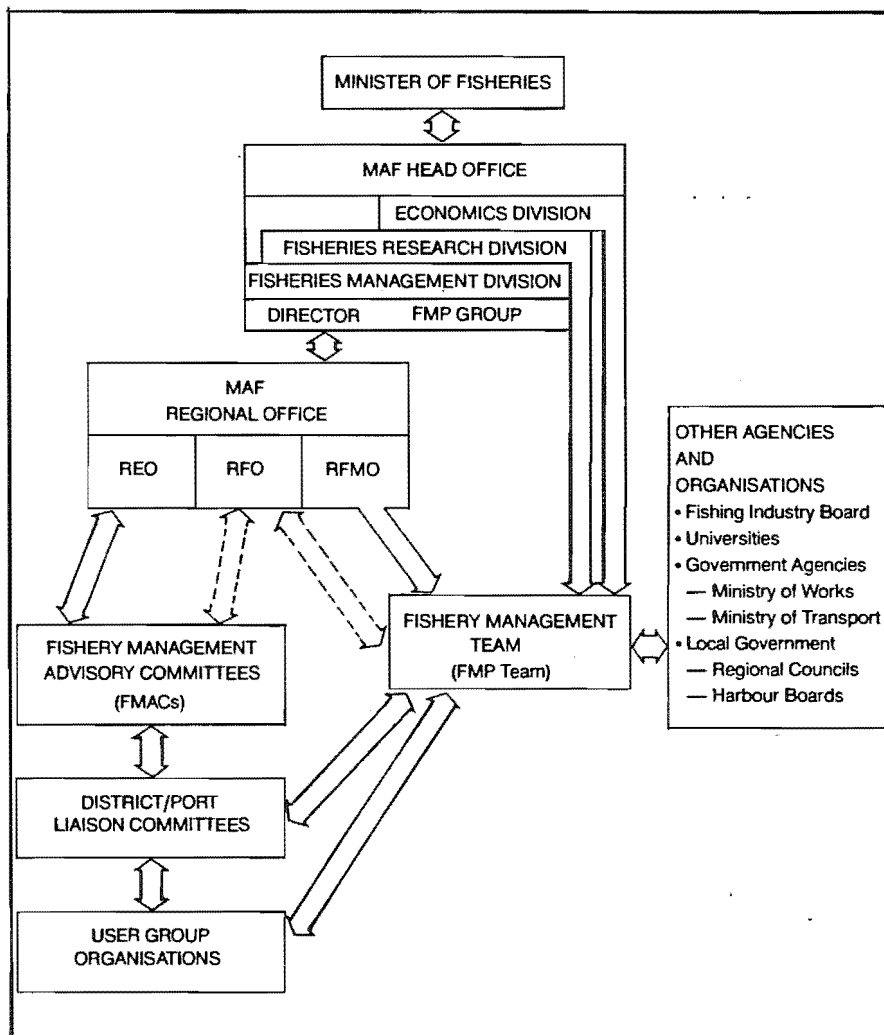 MINISTER OF FISHERIES
MAF HEAD OFFICE
ECONOMICS DIVISION
FISHERIES RESEARCH DIVISION
FISHERIES MANAGEMENT DIVISION
DIRECTOR FMP GROUP
MAF
REGIONAL OFFICE
REO RFO RFMO
OTHER AGENCIES
AND
ORGANISATIONS
• Fishing Industry Board
• Universities
• Government Agencies
— Ministry of Works
— Ministry of Transport
• Local Government
— Regional Councils
— Harbour Boards
FISHERY MANAGEMENT
TEAM
(FMP Team)
FISHERY MANAGEMENT
ADVISORY COMMITTEES
(FMACs)
DISTRICT/PORT
LIAISON COMMITTEES
USER GROUP
ORGANISATIONS